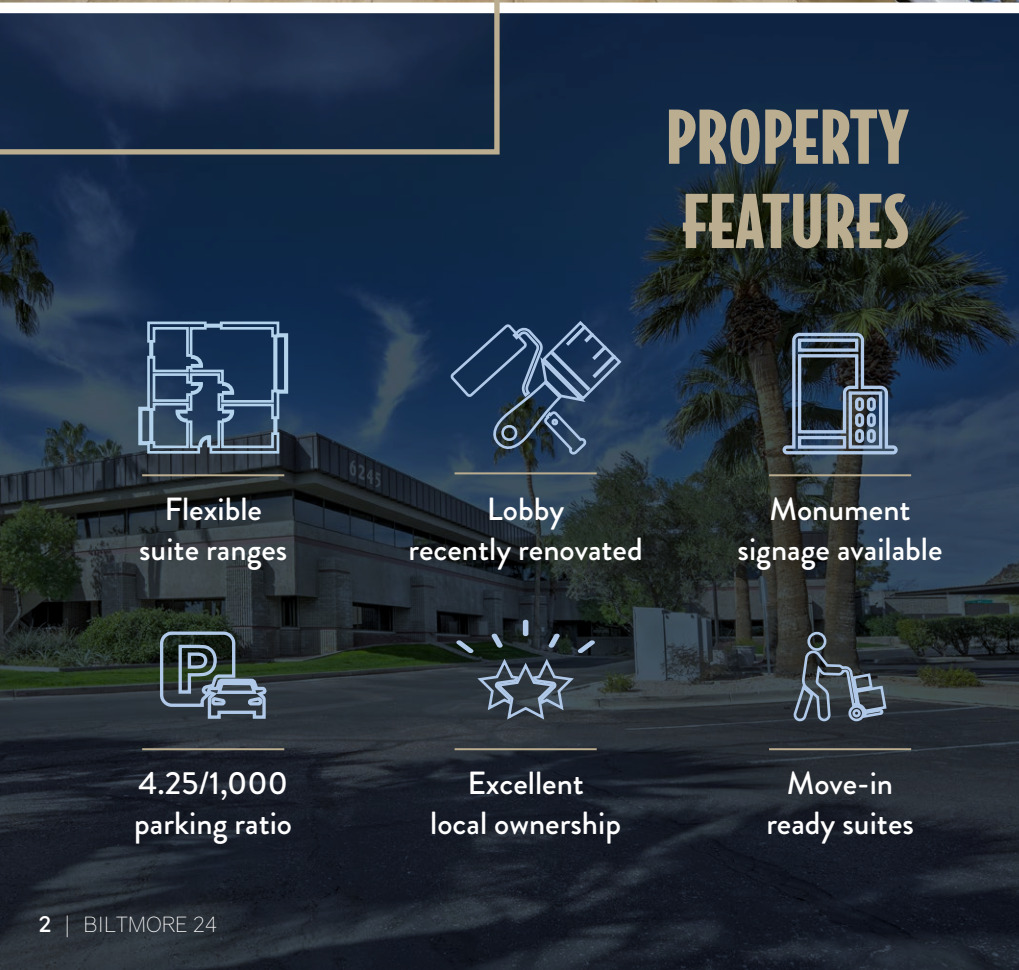 PROPERTY
FEATURES
6245
Flexible
suite ranges
Lobby
recently renovated
Monument
signage available
P
4.25/1,000
parking ratio
Excellent
local ownership
Move-in
ready suites
2 | BILTMORE 24